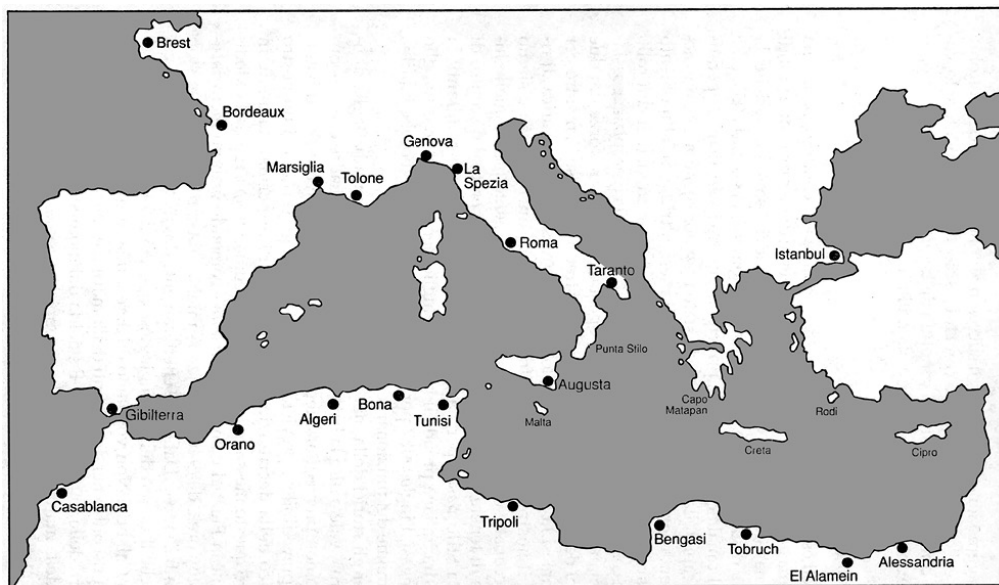 Brest
Bordeaux
Genova
Marsiglia
Tolone
La
Spezia
Roma
Istanbul
Taranto
Punta Stilo
Augusta
Capo
Matapan
Rodi
Gibilterra
Malta
Algeri
Bona
Tunisi
Orano
Creta
Cipro
Casablanca
Tripoli
Bengasi
Tobruch
Alessandria
El Alamein